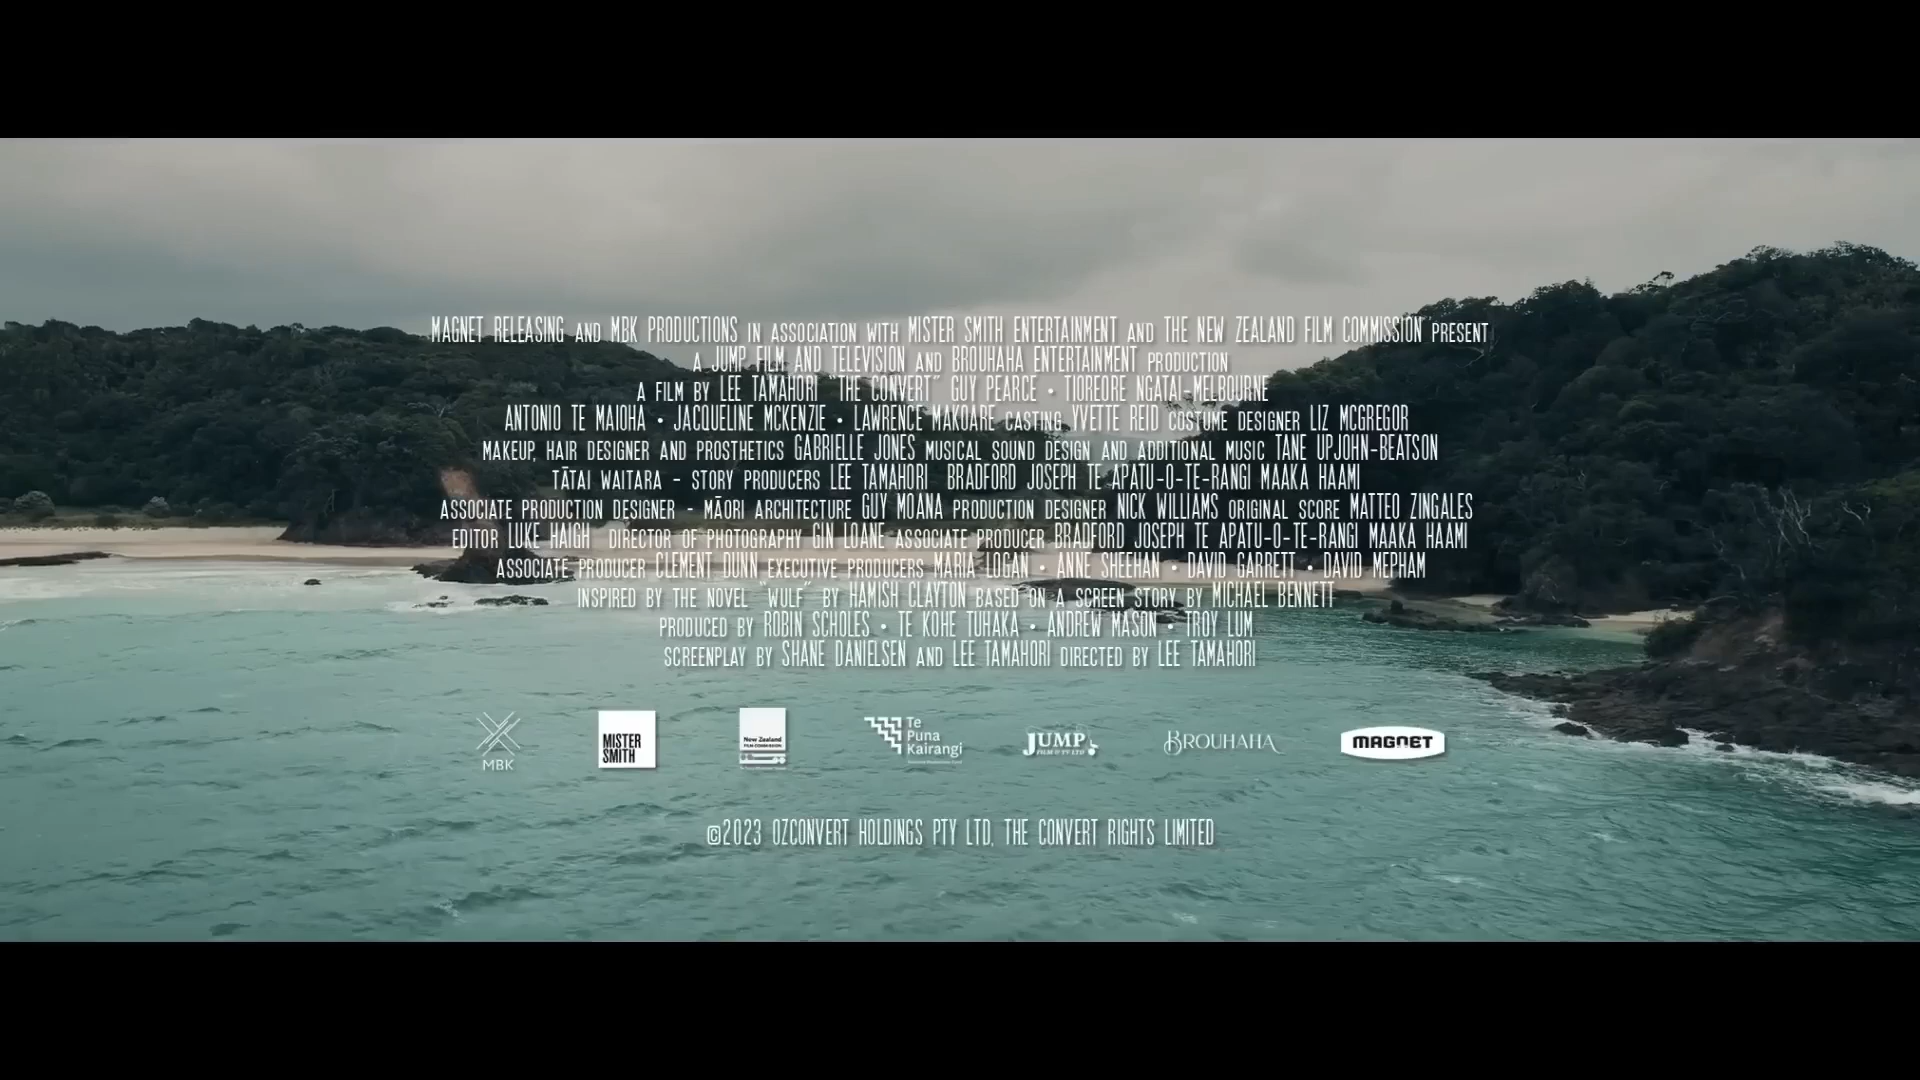 MAGNET RELEASING AND MBK PRODUCTIONS IN ASSOCIATION WITH MISTER SMITH ENTERTAINMENT AND THE NEW ZEALAND FILM COMMISSION PRESENT
A JUMP FILM AND TELEVISION AND BROUHAHA ENTERTAINMENT PRODUCTION
A FILM BY LEE TAMAHORI "THE CONVERT" GUY PEARCE • TIOREORE NGATAI-MELBOURNE
ANTONIO TE MAIOHA • JACQUELINE MCKENZIE • LAWRENCE MAKOARE CASTING YVETTE REID COSTUME DESIGNER LIZ MCGREGOR
MAKEUP, HAIR DESIGNER AND PROSTHETICS GABRIELLE JONES MUSICAL SOUND DESIGN AND ADDITIONAL MUSIC TANE UPJOHN-BEATSON
TĀTAI WAITARA - STORY PRODUCERS LEE TAMAHORI BRADFORD JOSEPH TE APATU-O-TE-RANGI MAAKA HAAMI
ASSOCIATE PRODUCTION DESIGNER - MĀORI ARCHITECTURE GUY MOANA PRODUCTION DESIGNER NICK WILLIAMS ORIGINAL SCORE MATTEO ZINGALES
EDITOR LUKE HAIGH DIRECTOR OF PHOTOGRAPHY GIN LOANE ASSOCIATE PRODUCER BRADFORD JOSEPH TE APATU-O-TE-RANGI MAAKA HAAMI
ASSOCIATE PRODUCER CLEMENT DUNN EXECUTIVE PRODUCERS MARIA LOGAN • ANNE SHEEHAN • DAVID GARRETT • DAVID MEPHAM
INSPIRED BY THE NOVEL "WULF" BY HAMISH CLAYTON BASED ON A SCREEN STORY BY MICHAEL BENNETT
PRODUCED BY ROBIN SCHOLES • TE KOHE TUHAKA • ANDREW MASON • TROY LUM
SCREENPLAY BY SHANE DANIELSEN AND LEE TAMAHORI DIRECTED BY LEE TAMAHORI
MBK
MISTER SMITH
New Zealand FILM COMMISSION
Te Puna Kairangi
JUMP FILM & TV LTD
BROUHAHA
MAGNET
©2023 OZCONVERT HOLDINGS PTY LTD, THE CONVERT RIGHTS LIMITED